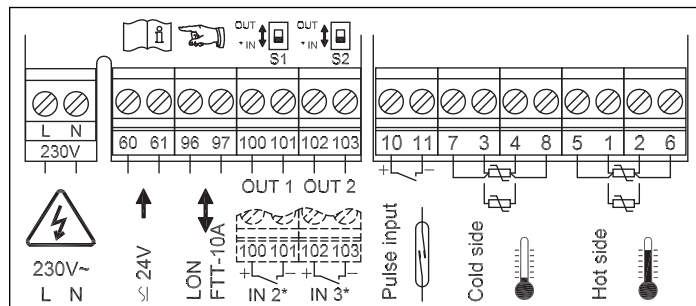 OUT
* IN
S1
OUT
* IN
S2
L N
230V
60 61 96 97 100 101 102 103
10 11 7 3 4 8 5 1 2 6
OUT 1 OUT 2
+ -
230V~
L N
24V
LON
FTT-10A
100 101 102 103
+ - + -
IN 2* IN 3*
Pulse input
Cold side
Hot side